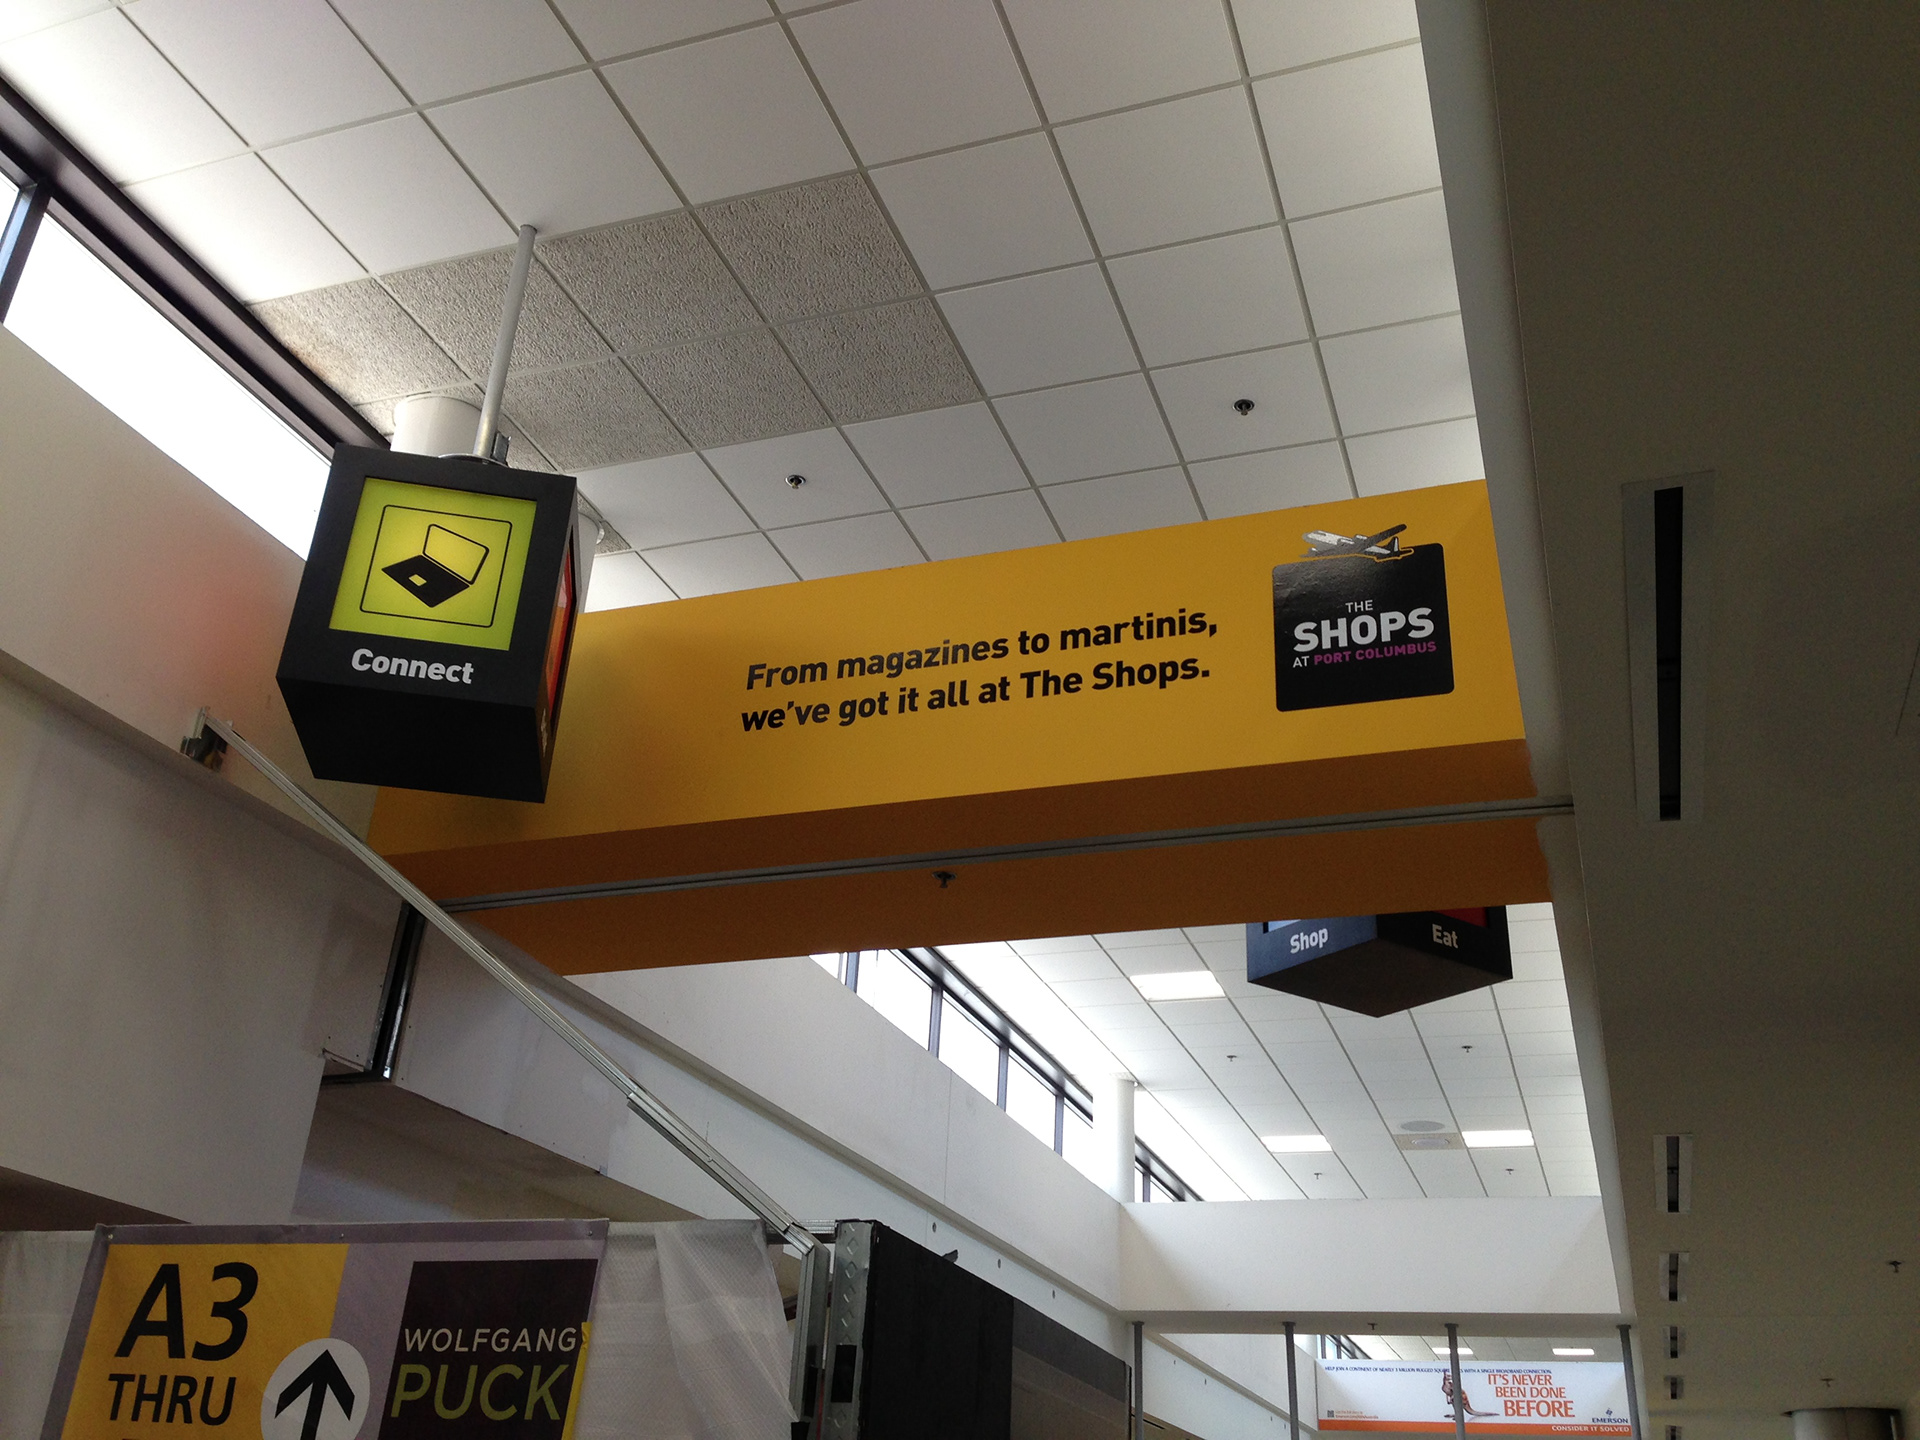 Connect
From magazines to martinis,
we've got it all at The Shops.
THE
SHOPS
AT PORT COLUMBUS
Shop
Eat
A3
THRU
WOLFGANG
PUCK
IT'S NEVER
BEEN DONE
BEFORE
EMERSON
CONSIDER IT SOLVED